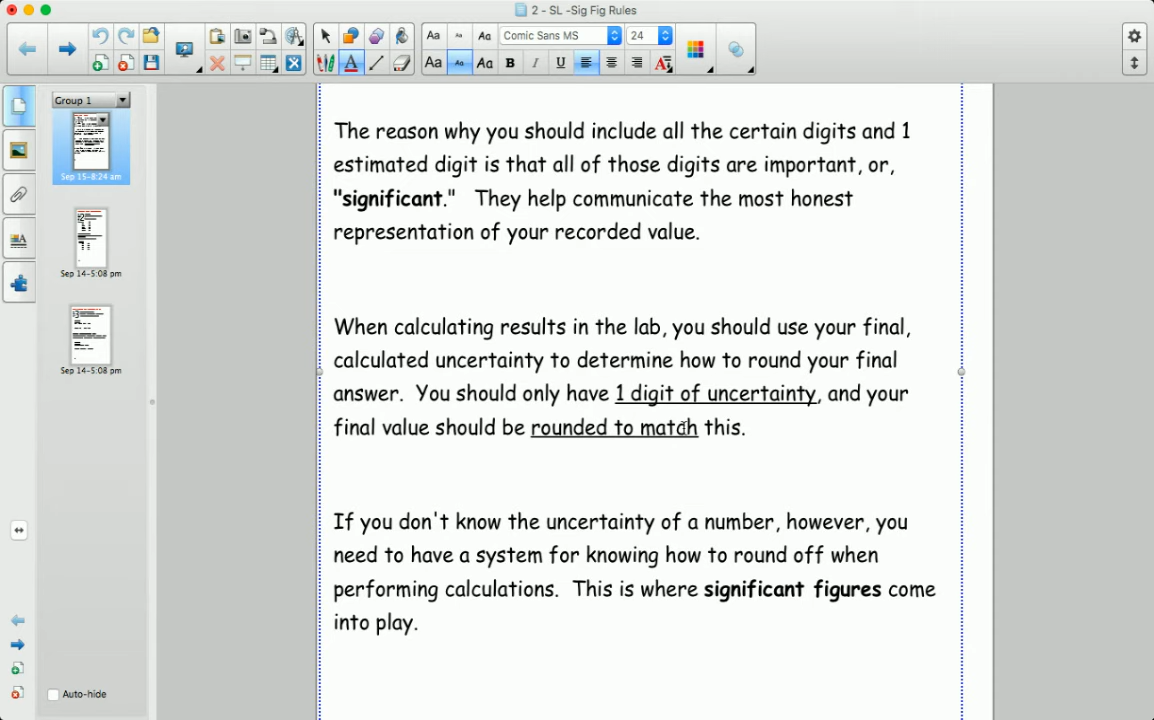 2 - SL -Sig Fig Rules
Aa Aa Aa Comic Sans MS 24
Aa Aa Aa B I U A
Group 1
Sep 15-8:24 am
Sep 14-5:08 pm
Sep 14-5:08 pm
Auto-hide
The reason why you should include all the certain digits and 1
estimated digit is that all of those digits are important, or,
"significant."   They help communicate the most honest
representation of your recorded value.
When calculating results in the lab, you should use your final,
calculated uncertainty to determine how to round your final
answer.  You should only have 1 digit of uncertainty, and your
final value should be rounded to match this.
If you don't know the uncertainty of a number, however, you
need to have a system for knowing how to round off when
performing calculations.  This is where significant figures come
into play.